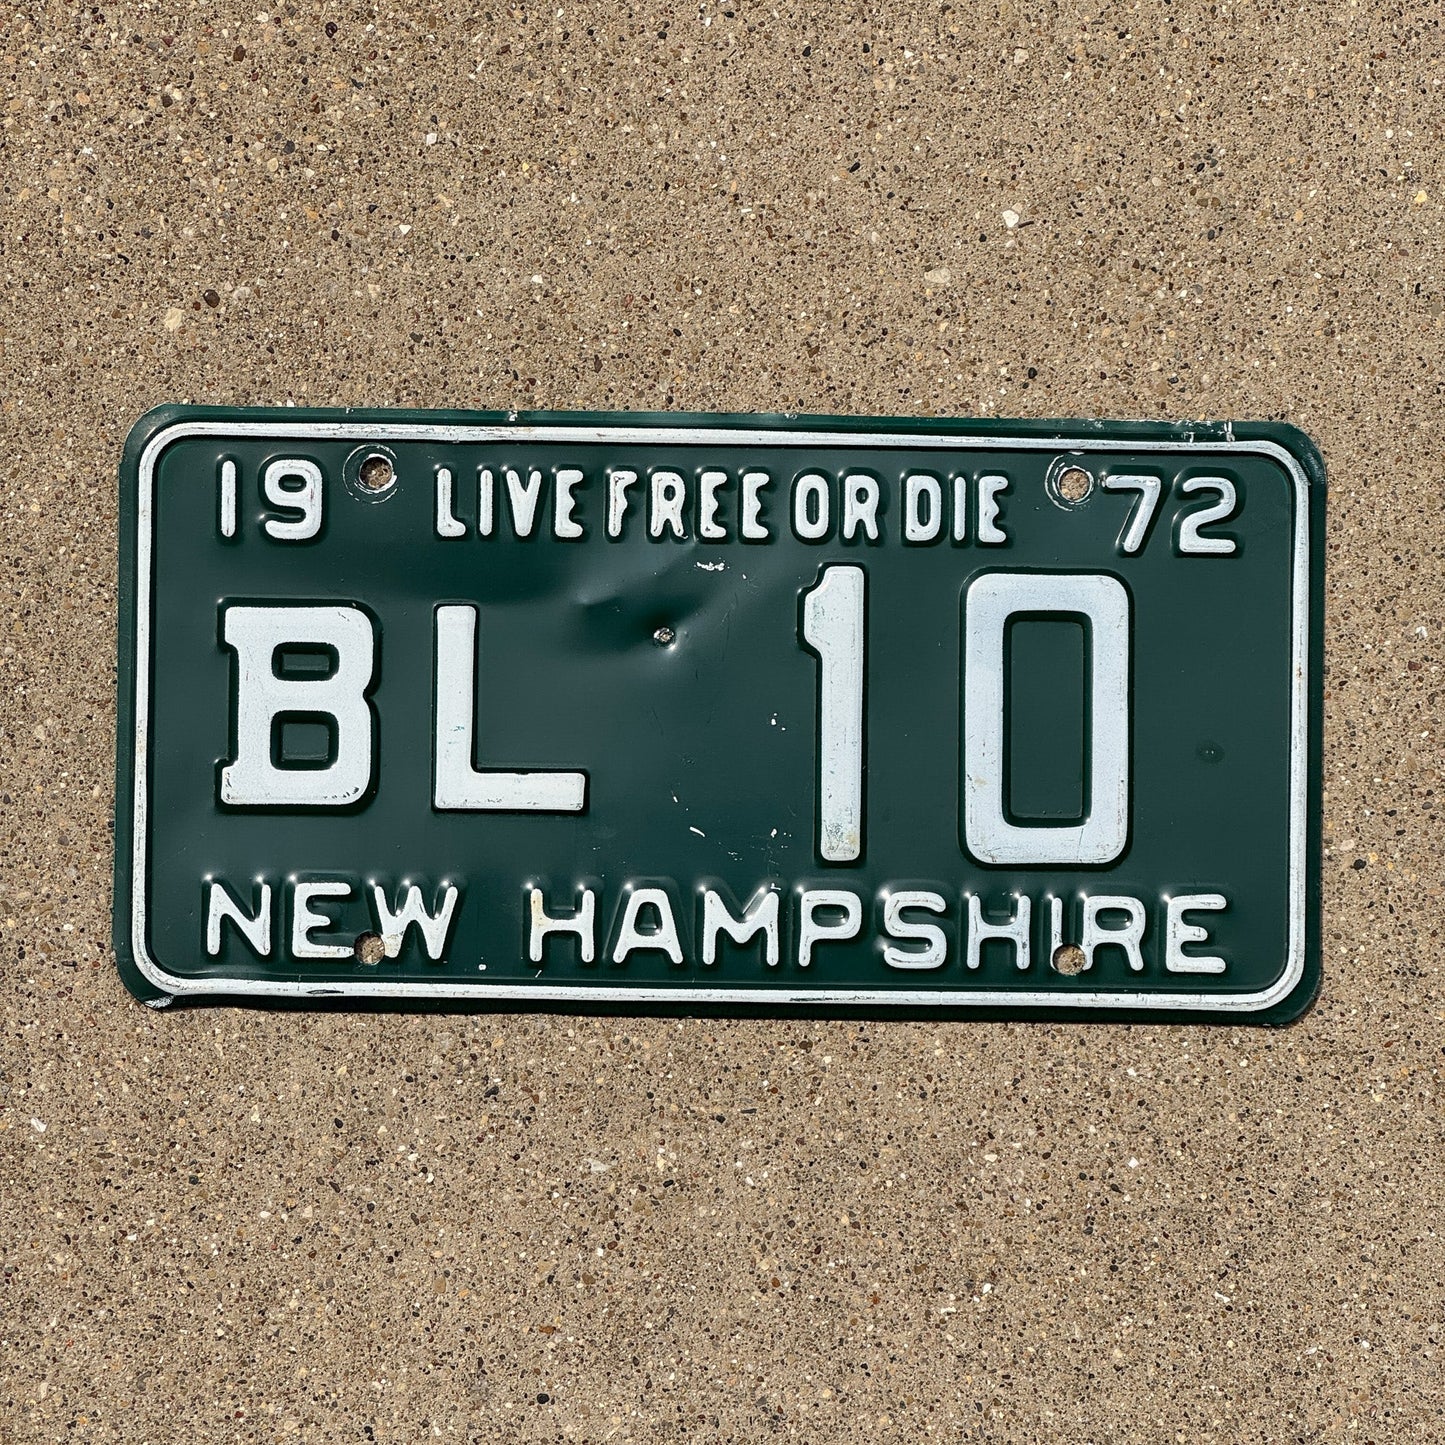 19 LIVE FREE OR DIE 72
BL 10
NEW HAMPSHIRE